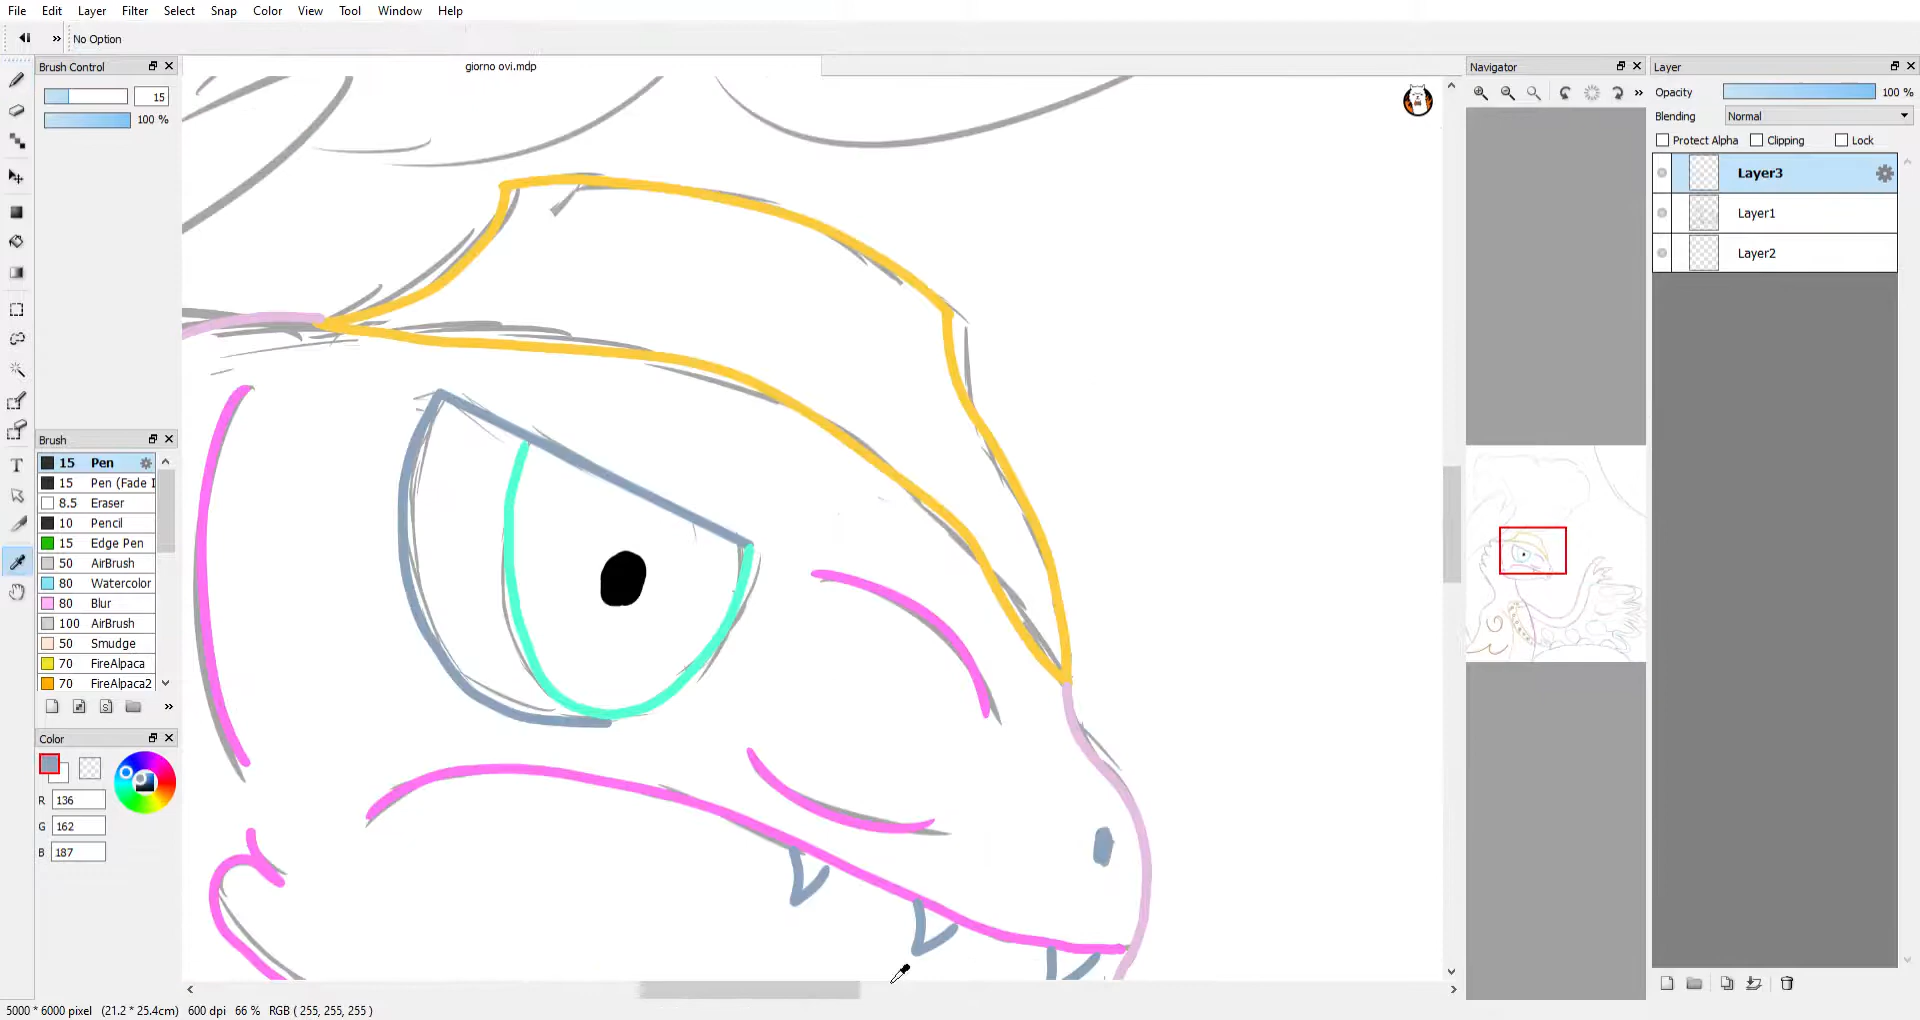 File Edit Layer Filter Select Snap Color View Tool Window Help
No Option
Brush Control
giorno ovi.mdp
Navigator
Layer
15
100 %
Opacity 100 %
Blending Normal
Protect Alpha Clipping Lock
Layer3
Layer1
Layer2
Brush
15 Pen
15 Pen (Fade I
8.5 Eraser
10 Pencil
15 Edge Pen
50 AirBrush
80 Watercolor
80 Blur
100 AirBrush
50 Smudge
70 FireAlpaca
70 FireAlpaca2
Color
R 136
G 162
B 187
5000 * 6000 pixel (21.2 * 25.4cm) 600 dpi 66 % RGB ( 255, 255, 255 )